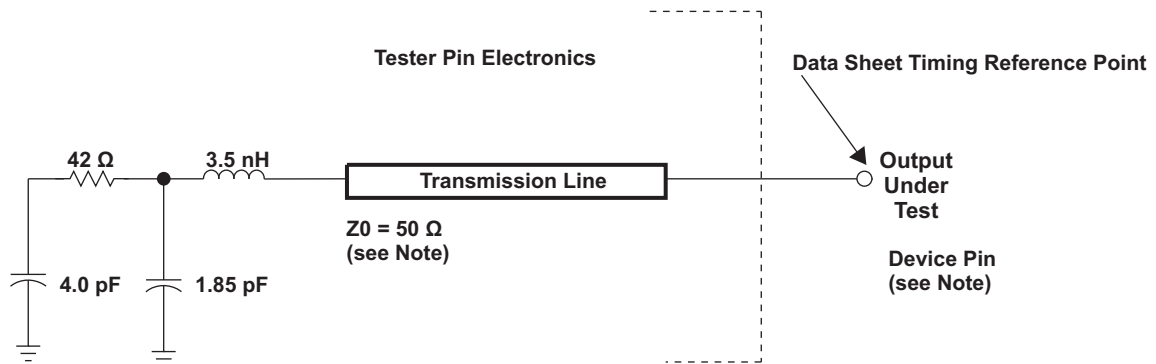 Tester Pin Electronics
Data Sheet Timing Reference Point
42 Ω
3.5 nH
Transmission Line
Output
Under
Test
Z0 = 50 Ω
(see Note)
Device Pin
(see Note)
4.0 pF
1.85 pF